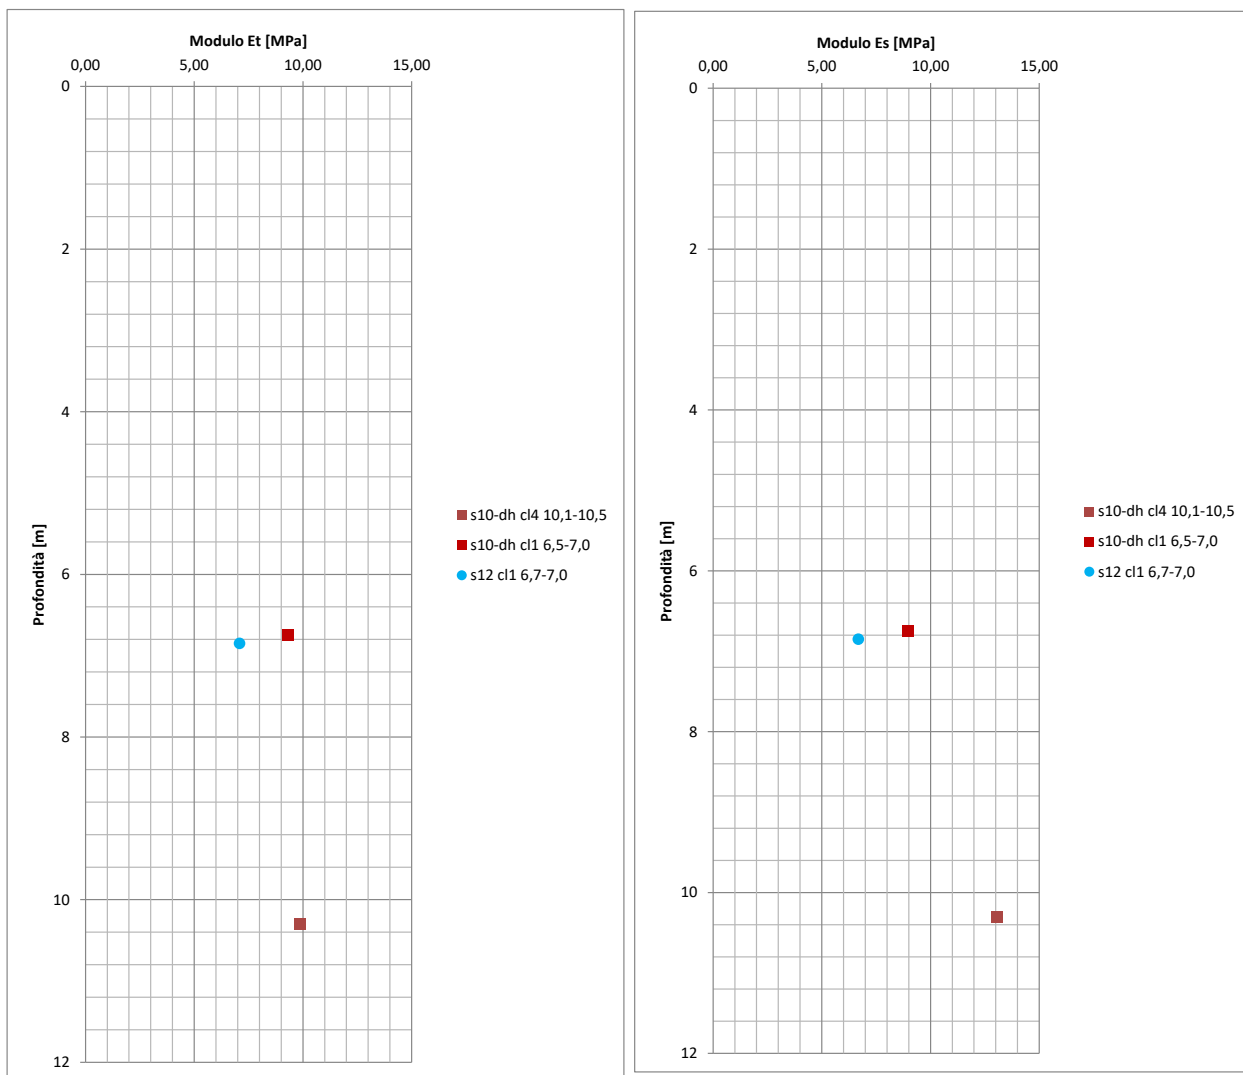 Modulo Et [MPa]
0,00 5,00 10,00 15,00
0
2
4
6
8
10
12
Profondità [m]
s10-dh cl4 10,1-10,5
s10-dh cl1 6,5-7,0
s12 cl1 6,7-7,0
Modulo Es [MPa]
0,00 5,00 10,00 15,00
0
2
4
6
8
10
12
Profondità [m]
s10-dh cl4 10,1-10,5
s10-dh cl1 6,5-7,0
s12 cl1 6,7-7,0